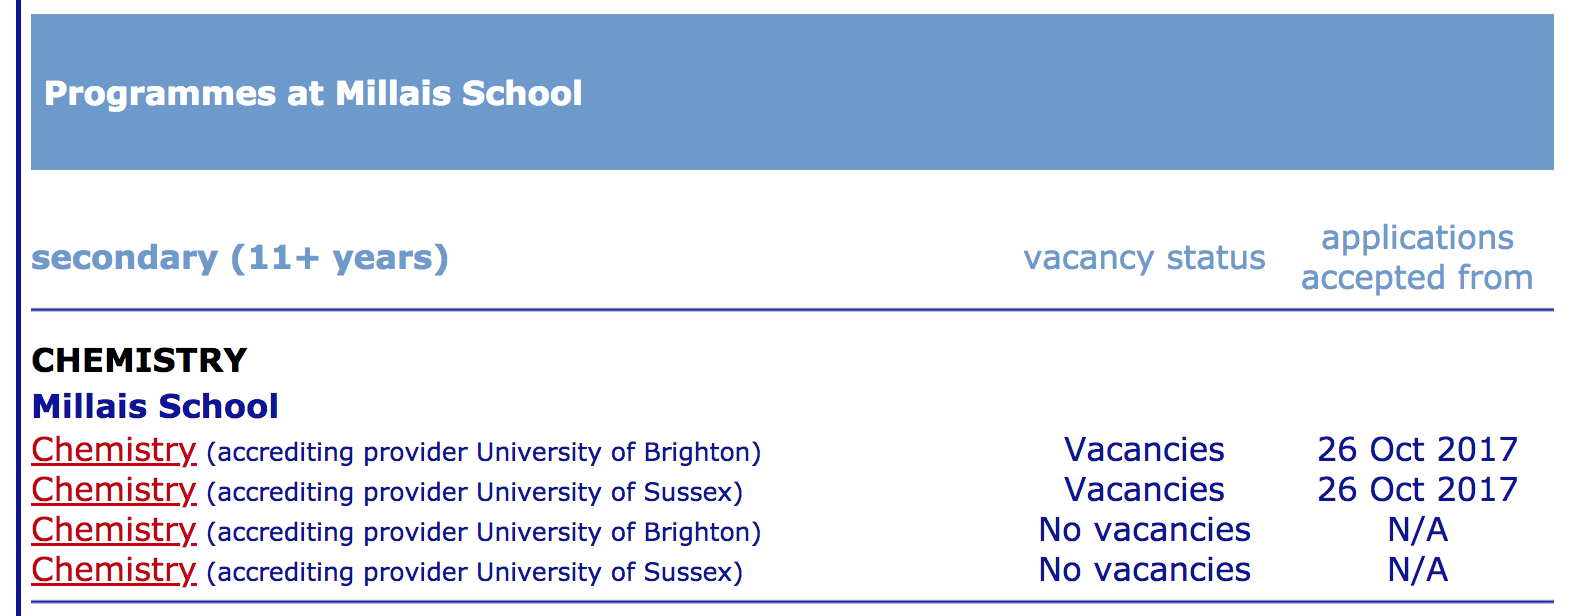 Programmes at Millais School
secondary (11+ years) vacancy status applications accepted from
CHEMISTRY
Millais School
Chemistry (accrediting provider University of Brighton) Vacancies 26 Oct 2017
Chemistry (accrediting provider University of Sussex) Vacancies 26 Oct 2017
Chemistry (accrediting provider University of Brighton) No vacancies N/A
Chemistry (accrediting provider University of Sussex) No vacancies N/A